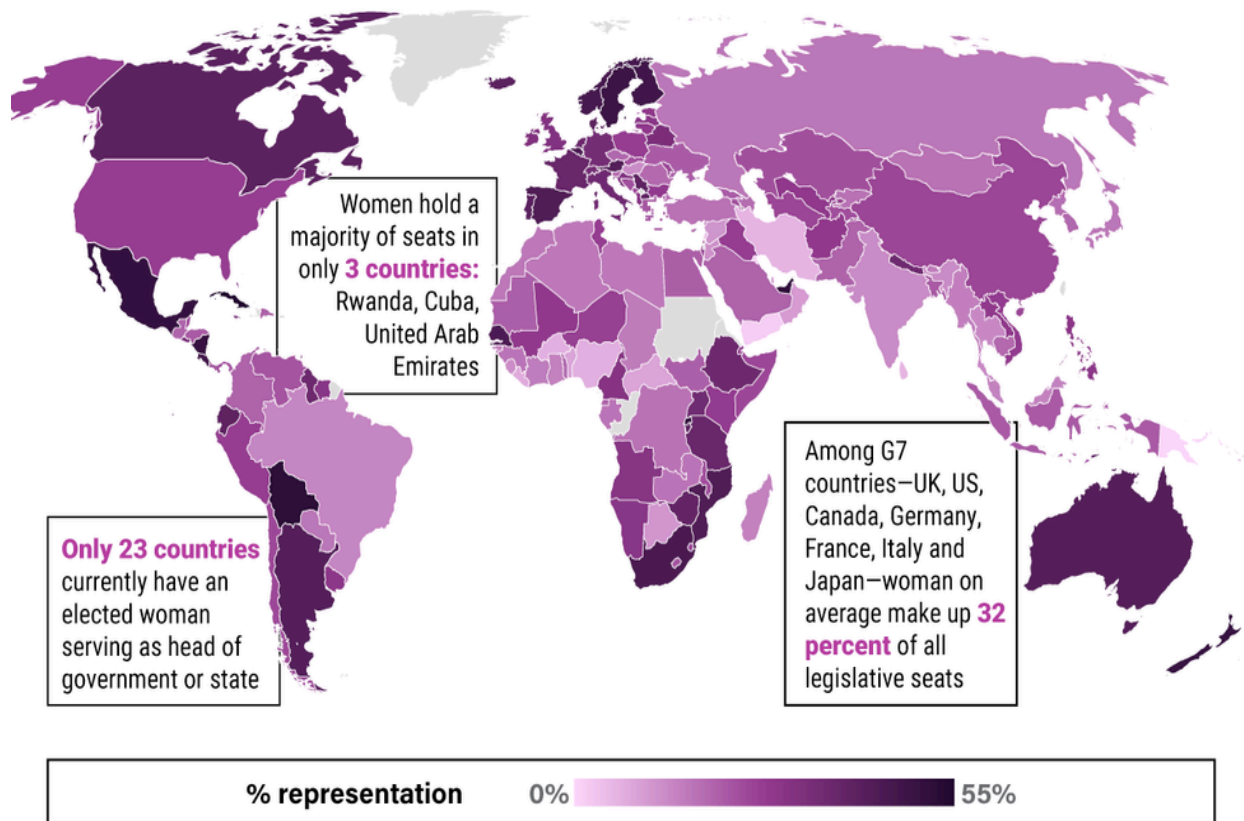 Women hold a
majority of seats in
only 3 countries:
Rwanda, Cuba,
United Arab
Emirates
Among G7
countries—UK, US,
Canada, Germany,
France, Italy and
Japan—woman on
average make up 32
percent of all
legislative seats
Only 23 countries
currently have an
elected woman
serving as head of
government or state
% representation 0% 55%